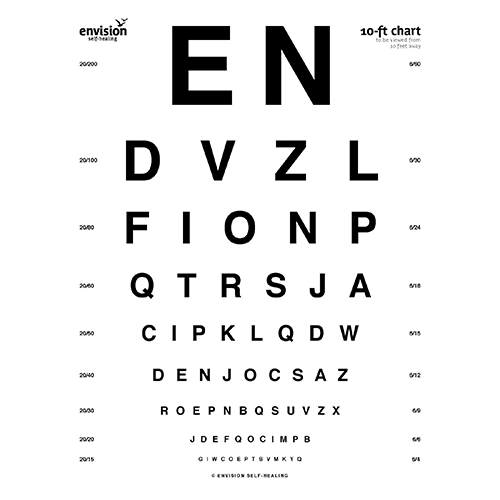 envision
self-healing
10-ft chart
to be viewed from
10 feet away
20/200 E N 6/60
20/100 D V Z L 6/30
20/80 F I O N P 6/24
20/60 Q T R S J A 6/18
20/50 C I P K L Q D W 6/15
20/40 D E N J O C S A Z 6/12
20/30 R O E P N B Q S U V Z X 6/9
20/20 J D E F Q O C I M P B 6/6
20/15 G I W C O E P T S V M K Y Q 6/4
© ENVISION SELF-HEALING